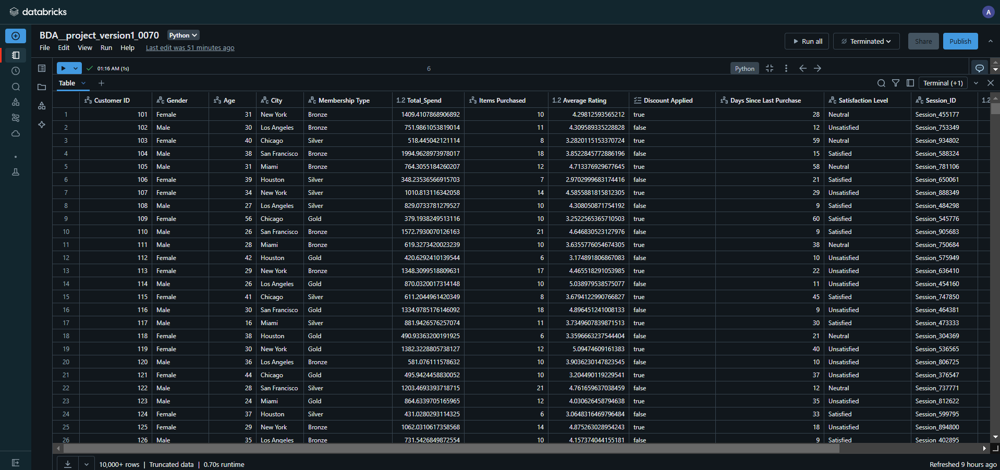 databricks
A
BDA__project_version1_0070 Python
File Edit View Run Help Last edit was 51 minutes ago
Run all Terminated Share Publish
01:16 AM (1s) 6 Python
Table + Terminal (+1)
Customer ID Gender Age City Membership Type 1.2 Total_Spend Items Purchased 1.2 Average Rating Discount Applied Days Since Last Purchase Satisfaction Level Session_ID 1.2
1 101 Female 31 New York Bronze 1409.4107868906892 10 4.29812593565212 true 28 Neutral Session_455177
2 102 Male 30 Los Angeles Bronze 751.9861053819014 11 4.309589335228828 false 12 Unsatisfied Session_753349
3 103 Female 40 Chicago Silver 518.445042121114 8 3.2820115153370724 true 59 Neutral Session_934802
4 104 Male 38 San Francisco Bronze 1994.9628973978017 18 3.8522845772886196 false 15 Satisfied Session_588324
5 105 Male 31 Miami Bronze 764.3055184260207 12 4.713376929677645 true 58 Neutral Session_781106
6 106 Female 39 Houston Silver 348.23536566915703 7 2.9702999683174416 false 21 Satisfied Session_650061
7 107 Female 34 New York Silver 1010.813116342058 14 4.5855881815812305 true 29 Unsatisfied Session_888349
8 108 Male 27 Los Angeles Silver 829.0733781279527 10 4.308050871754192 false 9 Satisfied Session_484298
9 109 Female 56 Chicago Gold 379.1938249513116 10 3.2522565365710503 true 60 Satisfied Session_545776
10 110 Male 26 San Francisco Bronze 1572.7930070126163 21 4.646830523127976 false 9 Satisfied Session_905683
11 111 Male 28 Miami Bronze 619.3273420023239 10 3.6355776054674305 true 38 Neutral Session_750684
12 112 Female 42 Houston Gold 420.6292410139544 6 3.174891806867083 false 10 Unsatisfied Session_575949
13 113 Female 29 New York Bronze 1348.3099518809631 17 4.465518291053985 true 22 Unsatisfied Session_636410
14 114 Male 26 Los Angeles Gold 870.0320017314148 10 5.038979538575077 false 11 Unsatisfied Session_454160
15 115 Female 41 Chicago Silver 611.2044961420349 8 3.6794122990766827 true 45 Satisfied Session_747850
16 116 Male 30 San Francisco Gold 1334.9785176146092 18 4.896451241008133 false 9 Unsatisfied Session_464381
17 117 Male 16 Miami Silver 881.9426576257074 11 3.7349607839871513 true 30 Satisfied Session_473333
18 118 Female 38 Houston Gold 490.93363200191925 6 3.3596663237544404 false 21 Neutral Session_304369
19 119 Female 30 New York Gold 1382.3228805738127 12 5.09474609161383 true 40 Unsatisfied Session_536565
20 120 Male 36 Los Angeles Bronze 581.076111578632 10 3.9036230147823545 false 10 Unsatisfied Session_806725
21 121 Female 44 Chicago Gold 495.9424458830052 10 3.204490119229541 true 37 Unsatisfied Session_376547
22 122 Male 28 San Francisco Silver 1203.4693393718715 21 4.761659637038459 false 12 Neutral Session_737771
23 123 Male 24 Miami Gold 864.6339705165965 12 4.030626458794638 true 35 Unsatisfied Session_812622
24 124 Female 37 Houston Silver 431.0280293114325 6 3.0648316469796484 false 33 Satisfied Session_599795
25 125 Female 29 New York Bronze 1062.0310617358568 14 4.875263028954243 true 18 Unsatisfied Session_894800
26 126 Male 35 Los Angeles Bronze 731.5426849872554 10 4.157374044155181 false 9 Satisfied Session_402895
10,000+ rows | Truncated data | 0.70s runtime Refreshed 9 hours ago